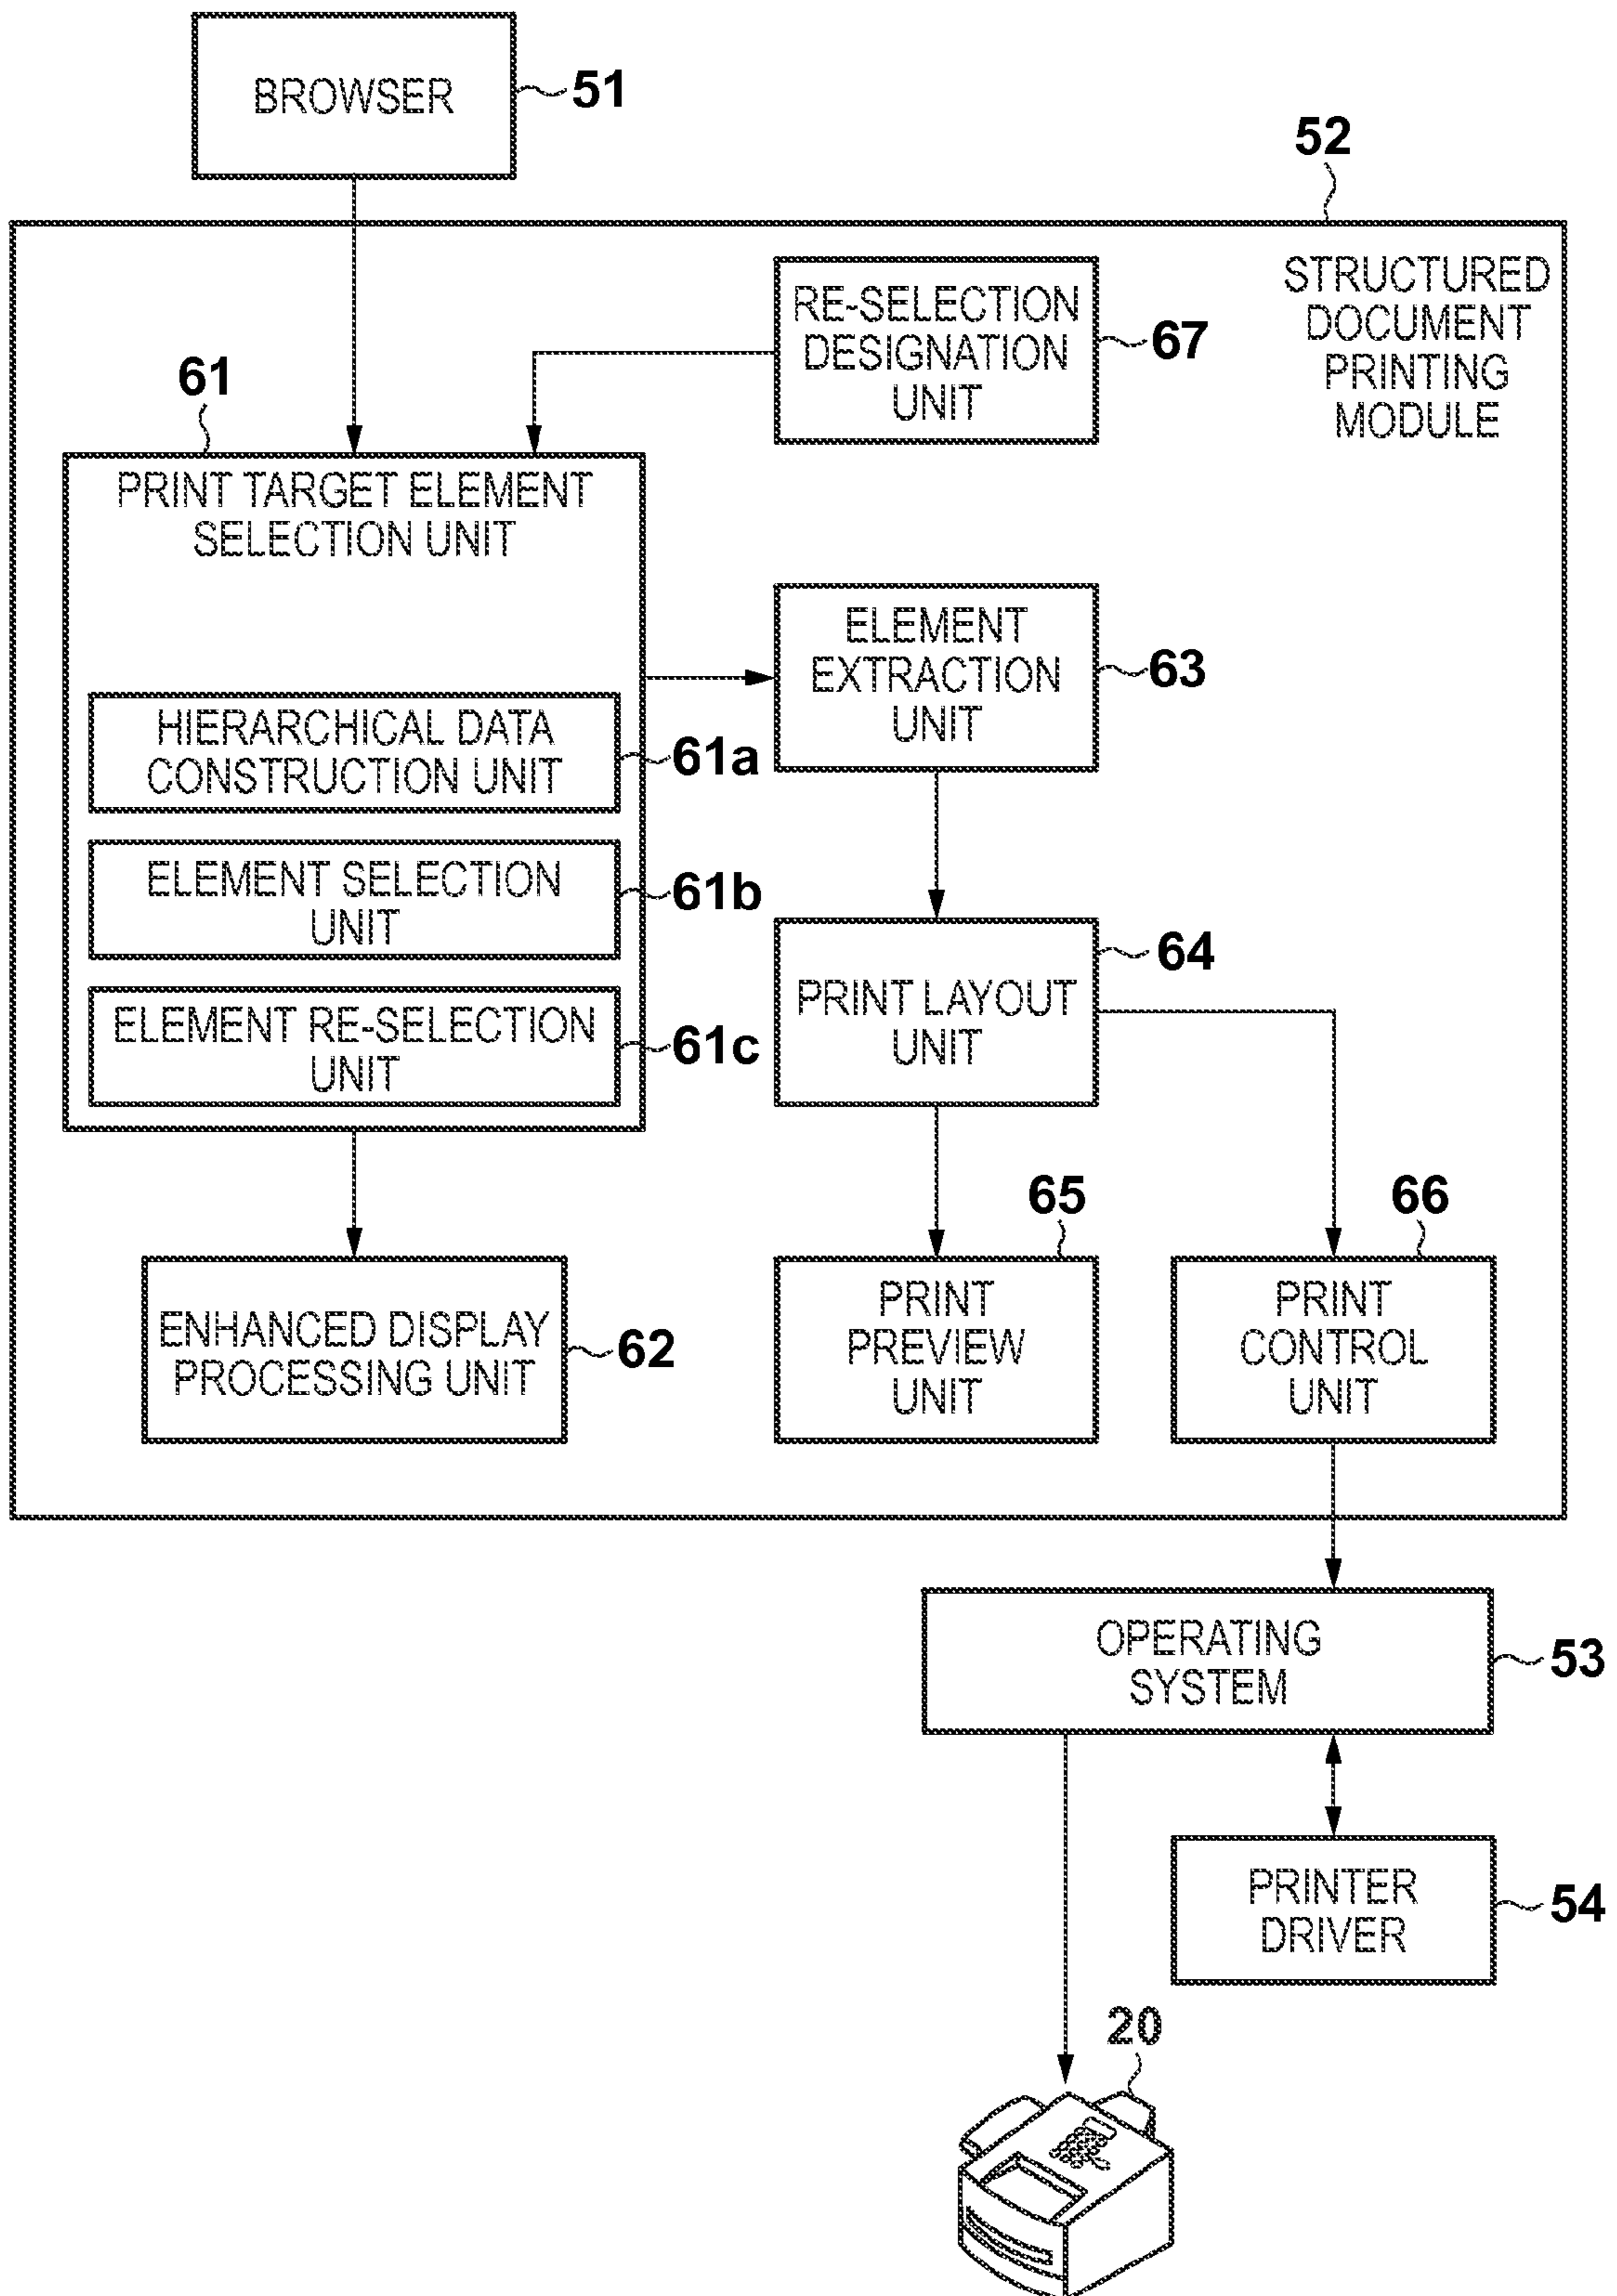 BROWSER
51
52
STRUCTURED
DOCUMENT
PRINTING
MODULE
RE-SELECTION
DESIGNATION
UNIT
67
61
PRINT TARGET ELEMENT
SELECTION UNIT
HIERARCHICAL DATA
CONSTRUCTION UNIT
61a
ELEMENT SELECTION
UNIT
61b
ELEMENT RE-SELECTION
UNIT
61c
ELEMENT
EXTRACTION
UNIT
63
PRINT LAYOUT
UNIT
64
ENHANCED DISPLAY
PROCESSING UNIT
62
65
PRINT
PREVIEW
UNIT
66
PRINT
CONTROL
UNIT
OPERATING
SYSTEM
53
PRINTER
DRIVER
54
20